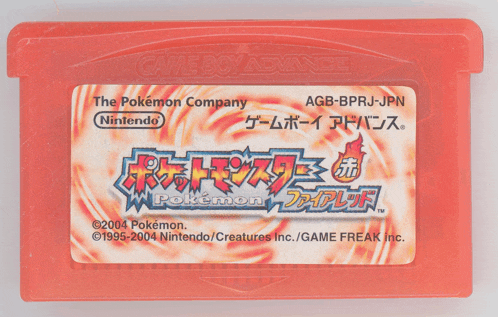 GAME BOY ADVANCE
The Pokémon Company AGB-BPRJ-JPN
Nintendo® ゲームボーイ アドバンス®
ポケットモンスター 赤
Pokémon ファイアレッド™
©2004 Pokémon.
©1995-2004 Nintendo/Creatures Inc./GAME FREAK inc.